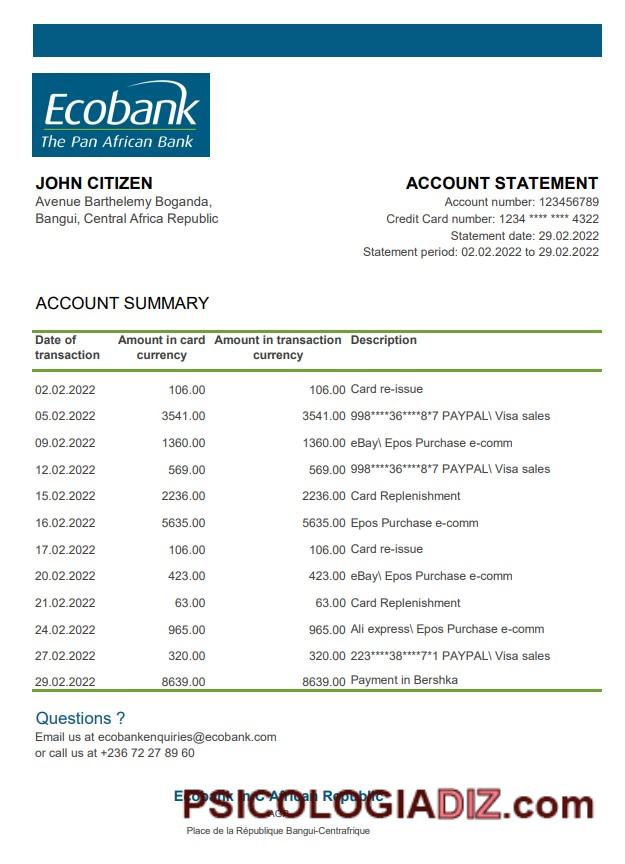 Ecobank
The Pan African Bank
JOHN CITIZEN
Avenue Barthelemy Boganda,
Bangui, Central Africa Republic
ACCOUNT STATEMENT
Account number: 123456789
Credit Card number: 1234 **** **** 4322
Statement date: 29.02.2022
Statement period: 02.02.2022 to 29.02.2022
ACCOUNT SUMMARY
Date of transaction Amount in card currency Amount in transaction currency Description
02.02.2022 106.00 106.00 Card re-issue
05.02.2022 3541.00 3541.00 998****36****8*7 PAYPAL\ Visa sales
09.02.2022 1360.00 1360.00 eBay\ Epos Purchase e-comm
12.02.2022 569.00 569.00 998****36****8*7 PAYPAL\ Visa sales
15.02.2022 2236.00 2236.00 Card Replenishment
16.02.2022 5635.00 5635.00 Epos Purchase e-comm
17.02.2022 106.00 106.00 Card re-issue
20.02.2022 423.00 423.00 eBay\ Epos Purchase e-comm
21.02.2022 63.00 63.00 Card Replenishment
24.02.2022 965.00 965.00 Ali express\ Epos Purchase e-comm
27.02.2022 320.00 320.00 223****38****7*1 PAYPAL\ Visa sales
29.02.2022 8639.00 8639.00 Payment in Bershka
Questions ?
Email us at ecobankenquiries@ecobank.com
or call us at +236 72 27 89 60
Ecobank in C African Republic
PSICOLOGIADIZ.com
Place de la République Bangui-Centrafrique